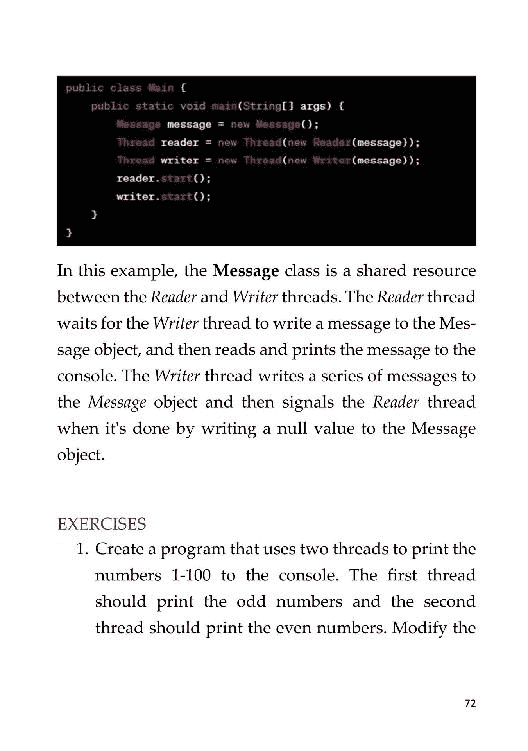 public class Main {
public static void main(String[] args) {
Message message = new Message();
Thread reader = new Thread(new Reader(message));
Thread writer = new Thread(new Writer(message));
reader.start();
writer.start();
}
}
In this example, the Message class is a shared resource
between the Reader and Writer threads. The Reader thread
waits for the Writer thread to write a message to the Mes-
sage object, and then reads and prints the message to the
console. The Writer thread writes a series of messages to
the Message object and then signals the Reader thread
when it's done by writing a null value to the Message
object.
EXERCISES
1. Create a program that uses two threads to print the
numbers 1-100 to the console. The first thread
should print the odd numbers and the second
thread should print the even numbers. Modify the
72